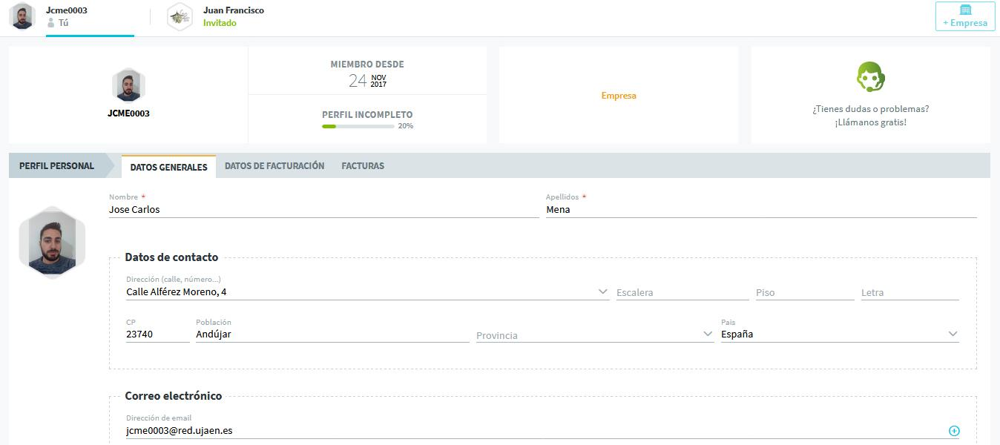 Jcme0003
Tú
Juan Francisco
Invitado
+ Empresa
JCME0003
MIEMBRO DESDE
24 NOV 2017
PERFIL INCOMPLETO
20%
Empresa
¿Tienes dudas o problemas?
¡Llámanos gratis!
PERFIL PERSONAL DATOS GENERALES DATOS DE FACTURACIÓN FACTURAS
Nombre * Apellidos *
Jose Carlos Mena
Datos de contacto
Dirección (calle, número...)
Calle Alférez Moreno, 4 Escalera Piso Letra
CP Población País
23740 Andújar Provincia España
Correo electrónico
Dirección de email
jcme0003@red.ujaen.es